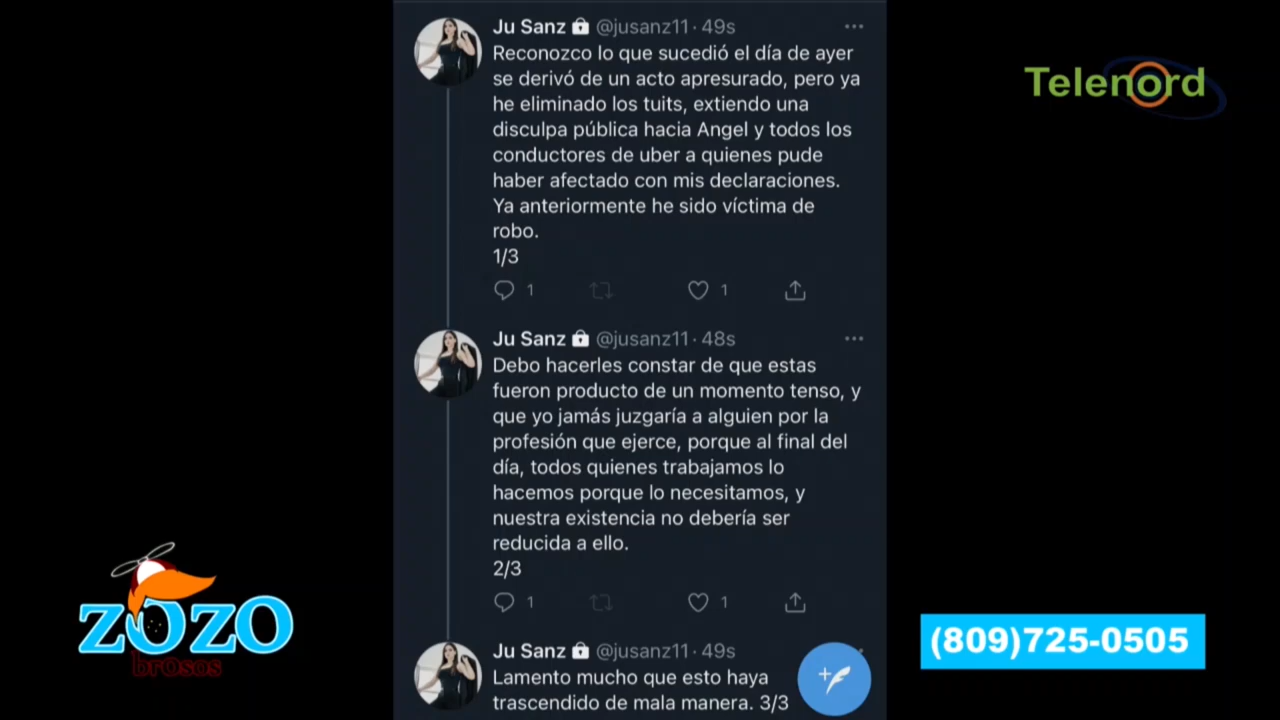 Ju Sanz @jusanz11 · 49s
Reconozco lo que sucedió el día de ayer
se derivó de un acto apresurado, pero ya
he eliminado los tuits, extiendo una
disculpa pública hacia Angel y todos los
conductores de uber a quienes pude
haber afectado con mis declaraciones.
Ya anteriormente he sido víctima de
robo.
1/3
1 1
Ju Sanz @jusanz11 · 48s
Debo hacerles constar de que estas
fueron producto de un momento tenso, y
que yo jamás juzgaría a alguien por la
profesión que ejerce, porque al final del
día, todos quienes trabajamos lo
hacemos porque lo necesitamos, y
nuestra existencia no debería ser
reducida a ello.
2/3
1 1
Ju Sanz @jusanz11 · 49s
Lamento mucho que esto haya
trascendido de mala manera. 3/3
Telenord
ZOZO
brOsos
(809)725-0505